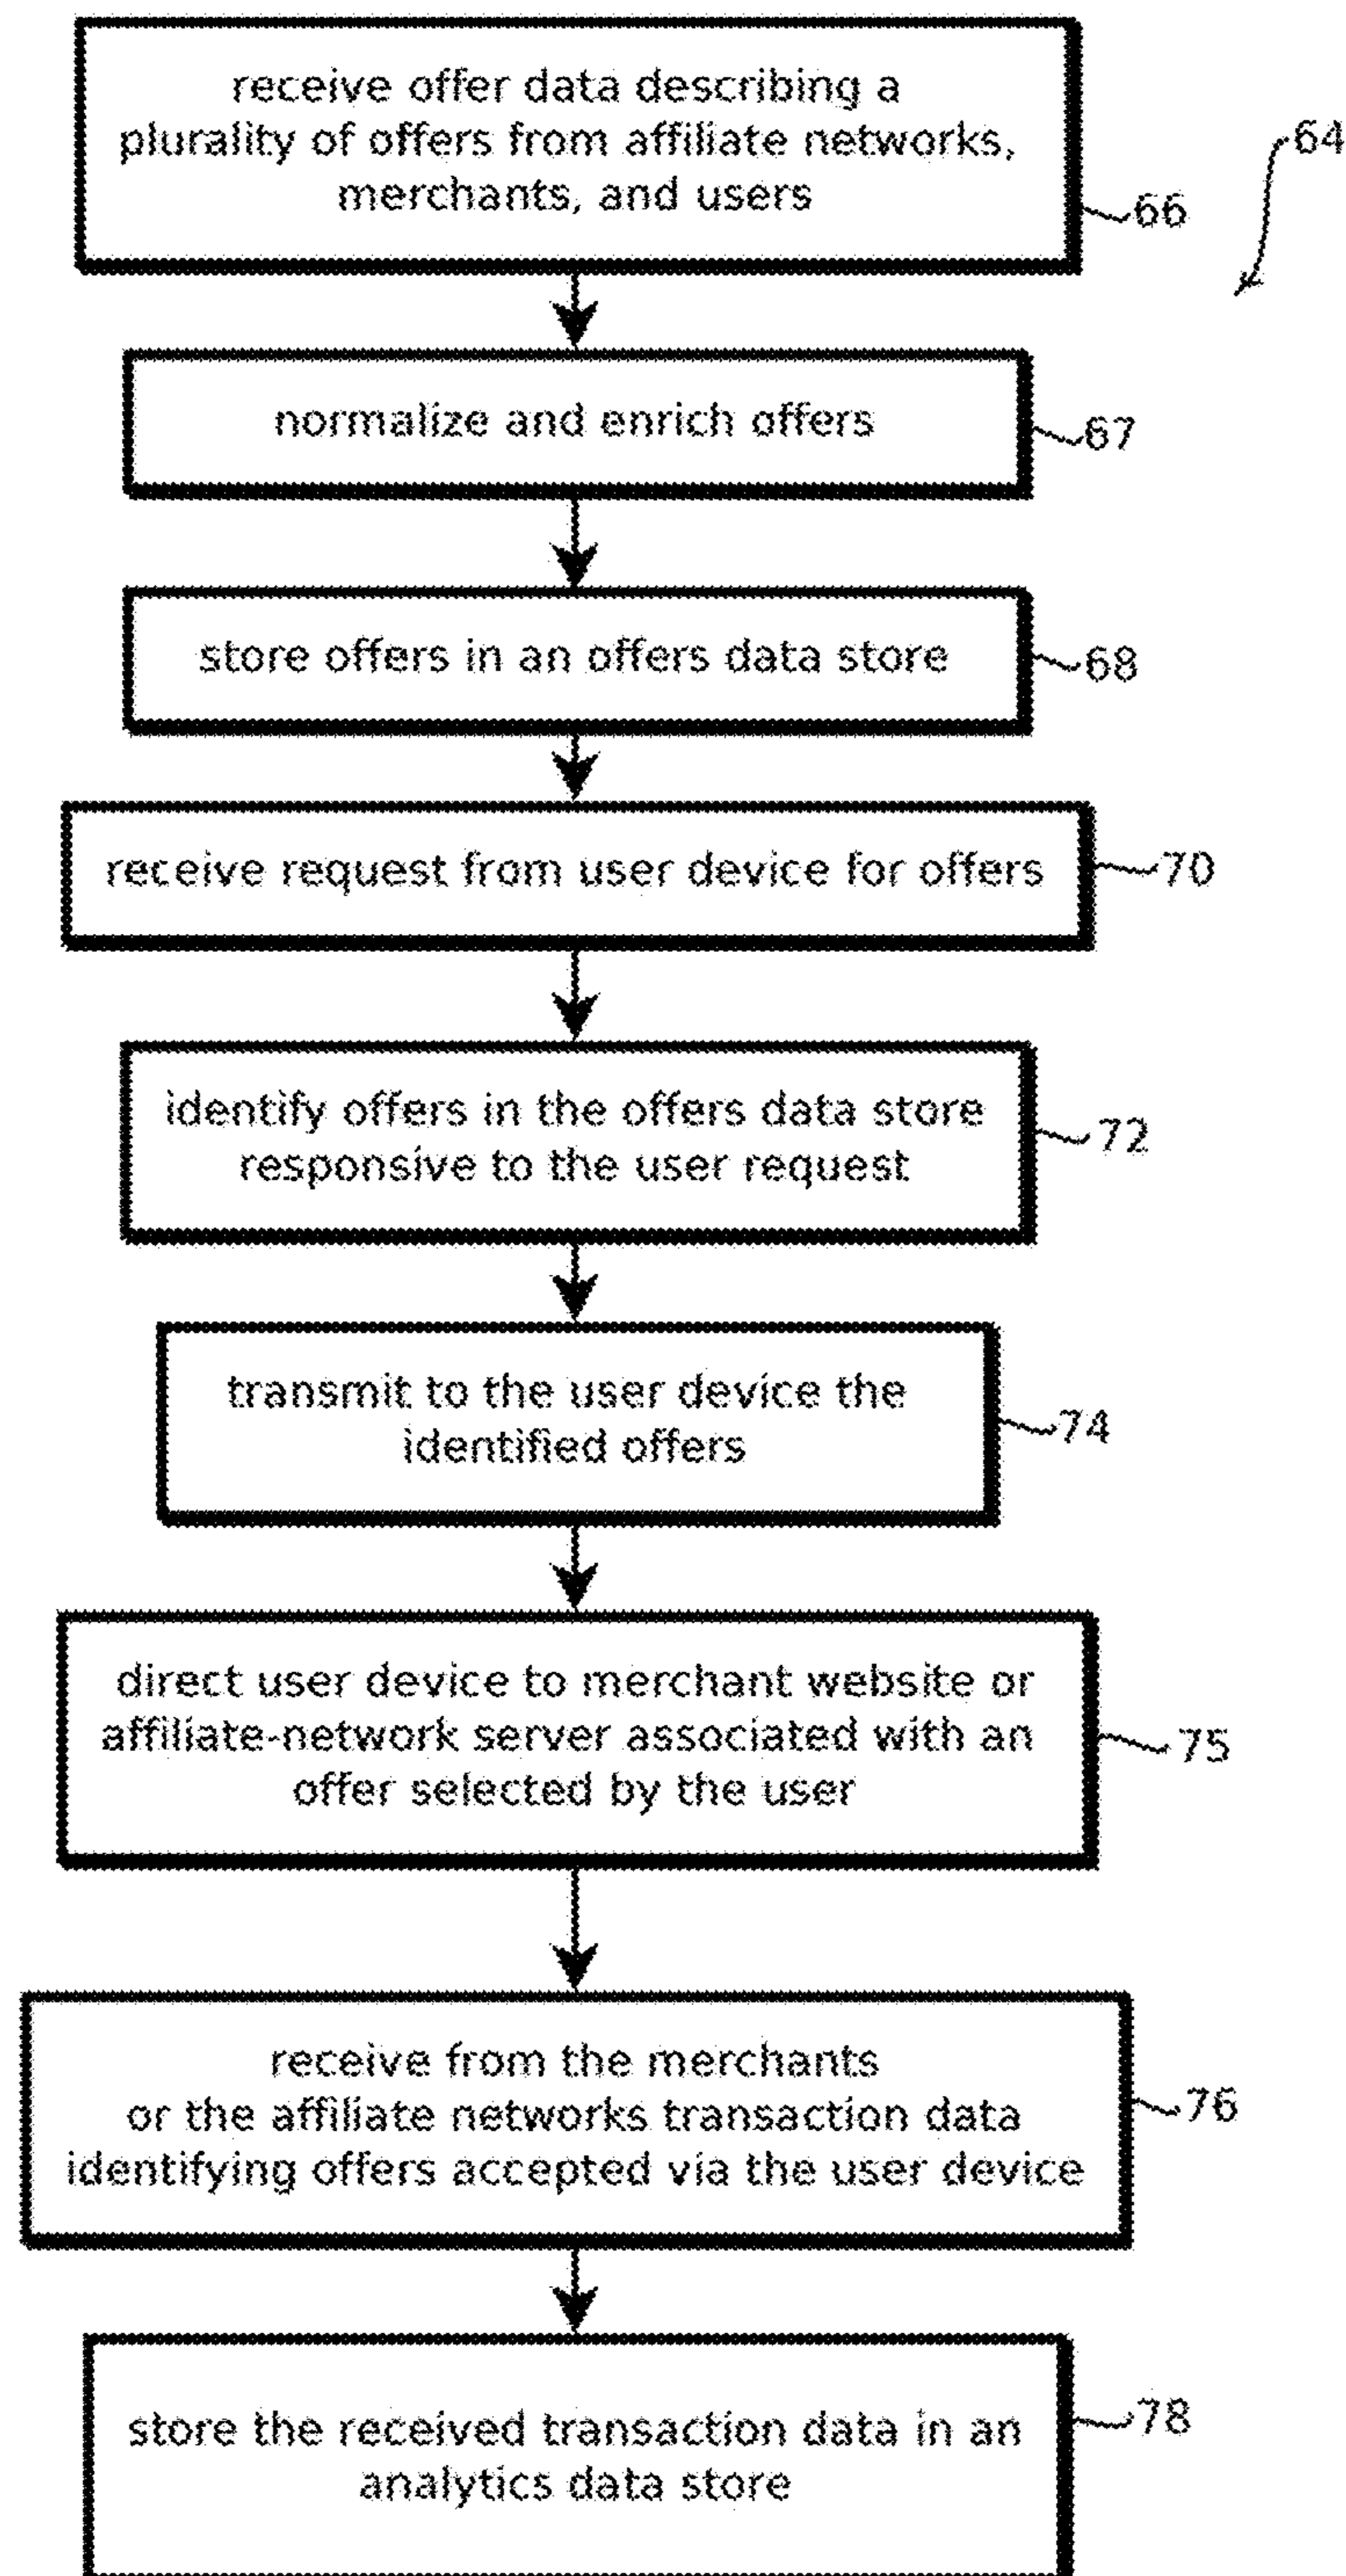 receive offer data describing a
plurality of offers from affiliate networks,
merchants, and users
64
66
normalize and enrich offers
67
store offers in an offers data store
68
receive request from user device for offers
70
identify offers in the offers data store
responsive to the user request
72
transmit to the user device the
identified offers
74
direct user device to merchant website or
affiliate-network server associated with an
offer selected by the user
75
receive from the merchants
or the affiliate networks transaction data
identifying offers accepted via the user device
76
store the received transaction data in an
analytics data store
78